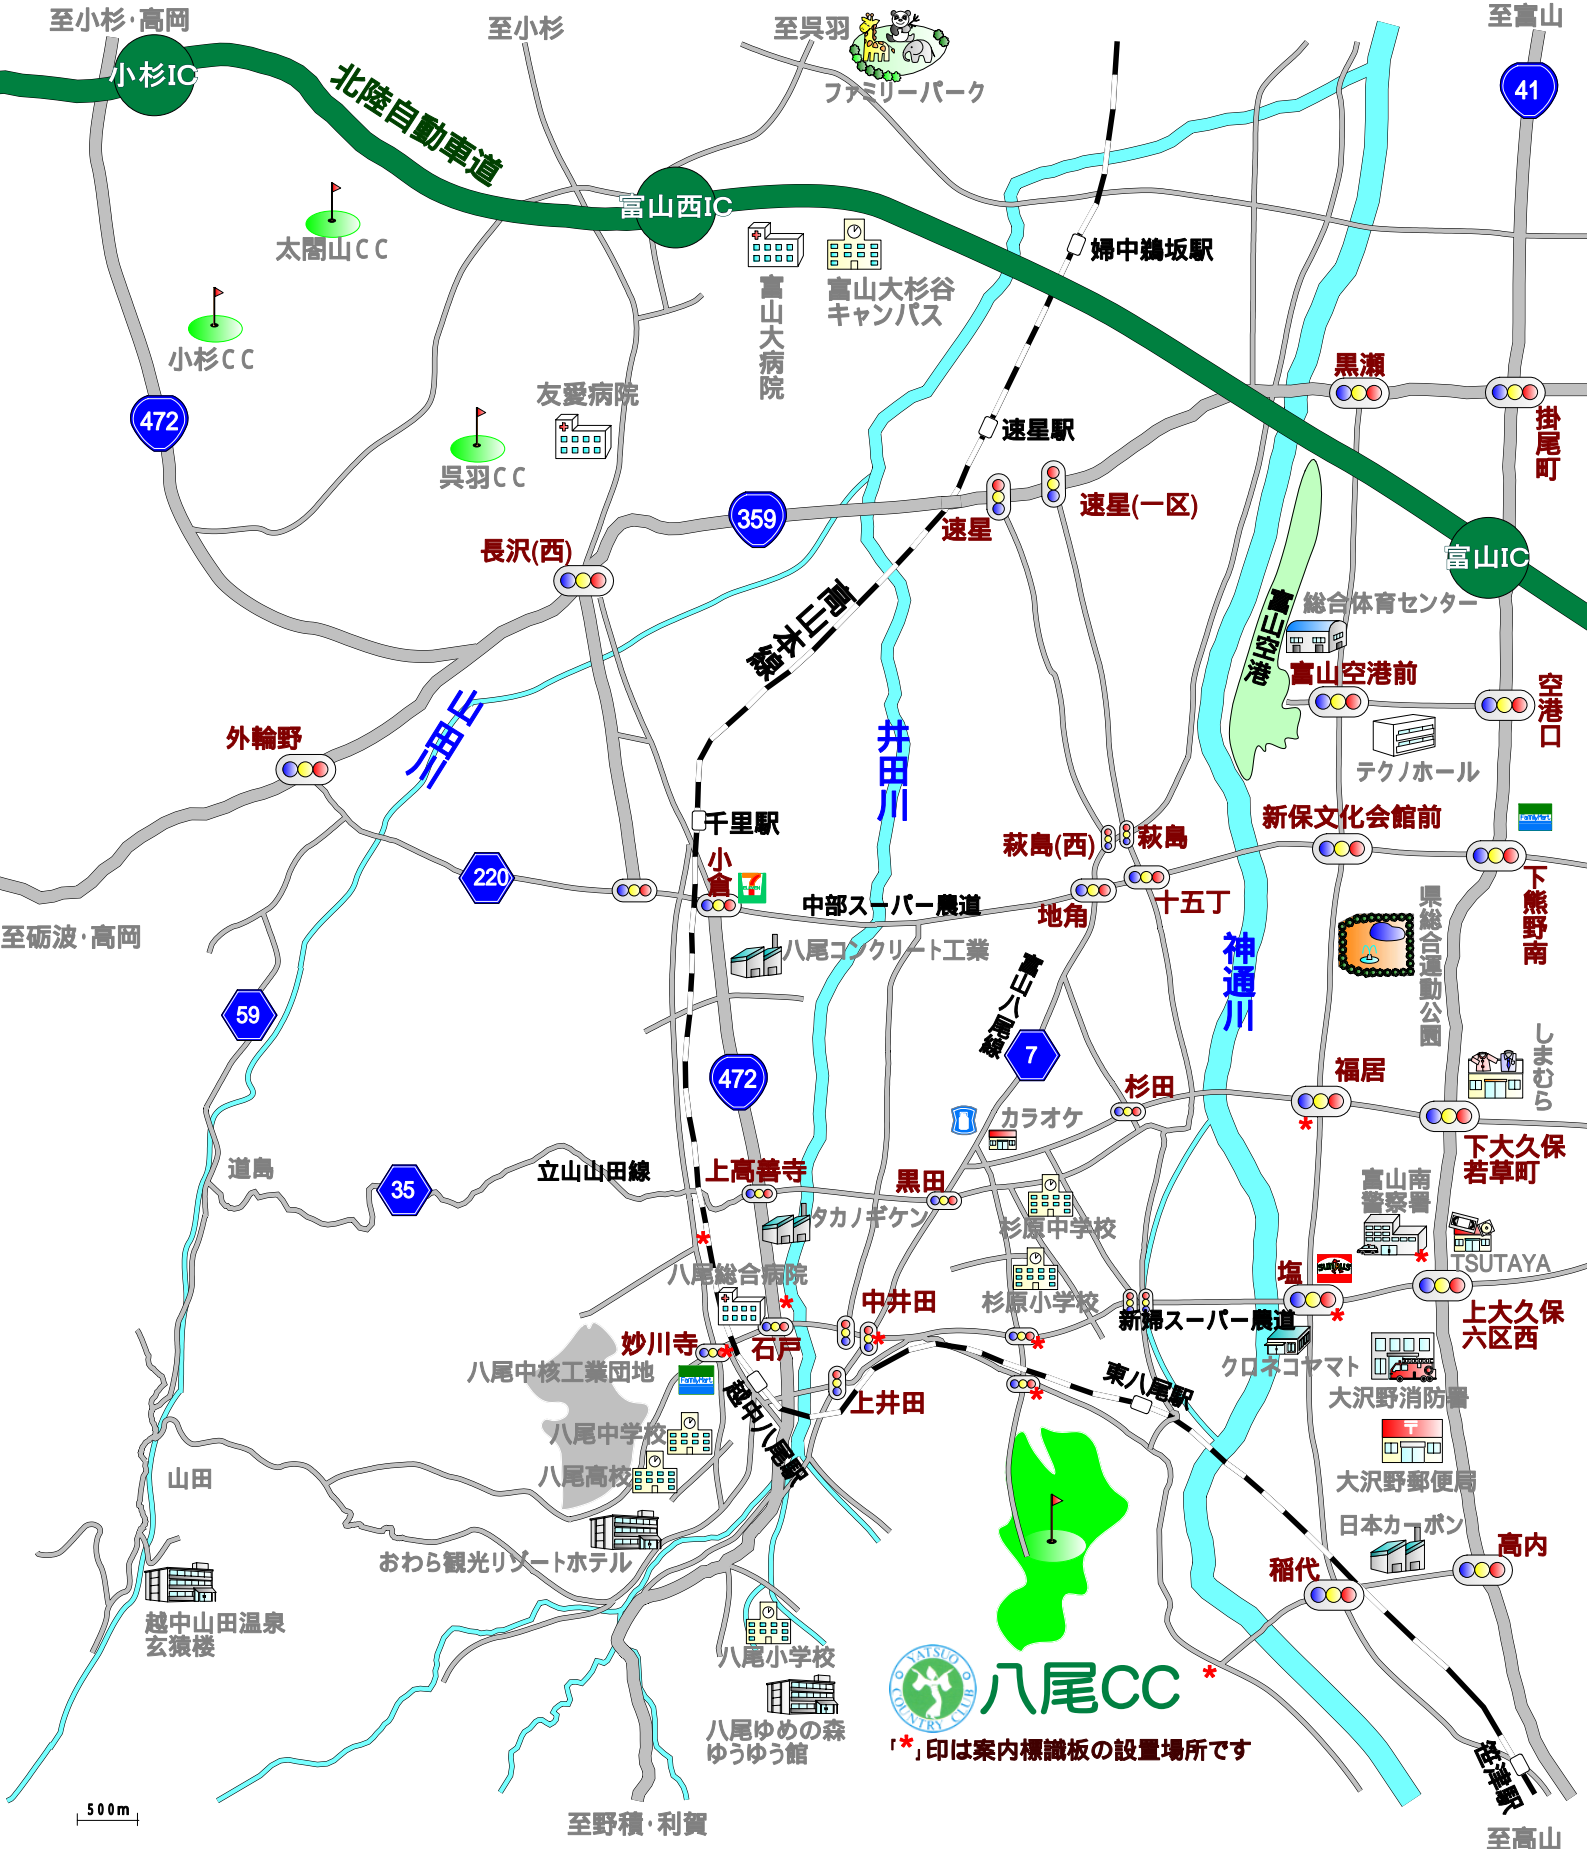 至小杉・高岡
至小杉
至呉羽
至富山
小杉IC
北陸自動車道
ファミリーパーク
41
太閤山CC
富山西IC
婦中鵜坂駅
富山大病院
富山大杉谷
キャンパス
小杉CC
黒瀬
友愛病院
472
速星駅
掛尾町
呉羽CC
359
速星
速星(一区)
長沢(西)
富山IC
高山本線
富山空港
総合体育センター
富山空港前
空港口
山田川
外輪野
井田川
テクノホール
千里駅
萩島(西)
萩島
新保文化会館前
FamilyMart
小倉
7
ELEVEN
220
中部スーパー農道
地角
十五丁
下熊野南
至砺波・高岡
八尾コンクリート工業
富山八尾線
神通川
県総合運動公園
59
7
472
しまむら
福居
杉田
カラオケ
下大久保
若草町
道島
35
立山山田線
上高善寺
黒田
富山南
警察署
タカノギケン
杉原中学校
*
*
八尾総合病院
塩
SUNKUS
TSUTAYA
*
杉原小学校
中井田
*
新婦スーパー農道
*
上大久保
六区西
妙川寺
*
石戸
*
*
クロネコヤマト
八尾中核工業団地
FamilyMart
越中八尾駅
上井田
*
東八尾駅
大沢野消防署
八尾中学校
八尾高校
山田
大沢野郵便局
日本カーボン
おわら観光リゾートホテル
稲代
高内
越中山田温泉
玄猿楼
八尾小学校
YATSUO
COUNTRY CLUB
八尾CC
*
八尾ゆめの森
ゆうゆう館
「*」印は案内標識板の設置場所です
笹津駅
500m
至野積・利賀
至高山